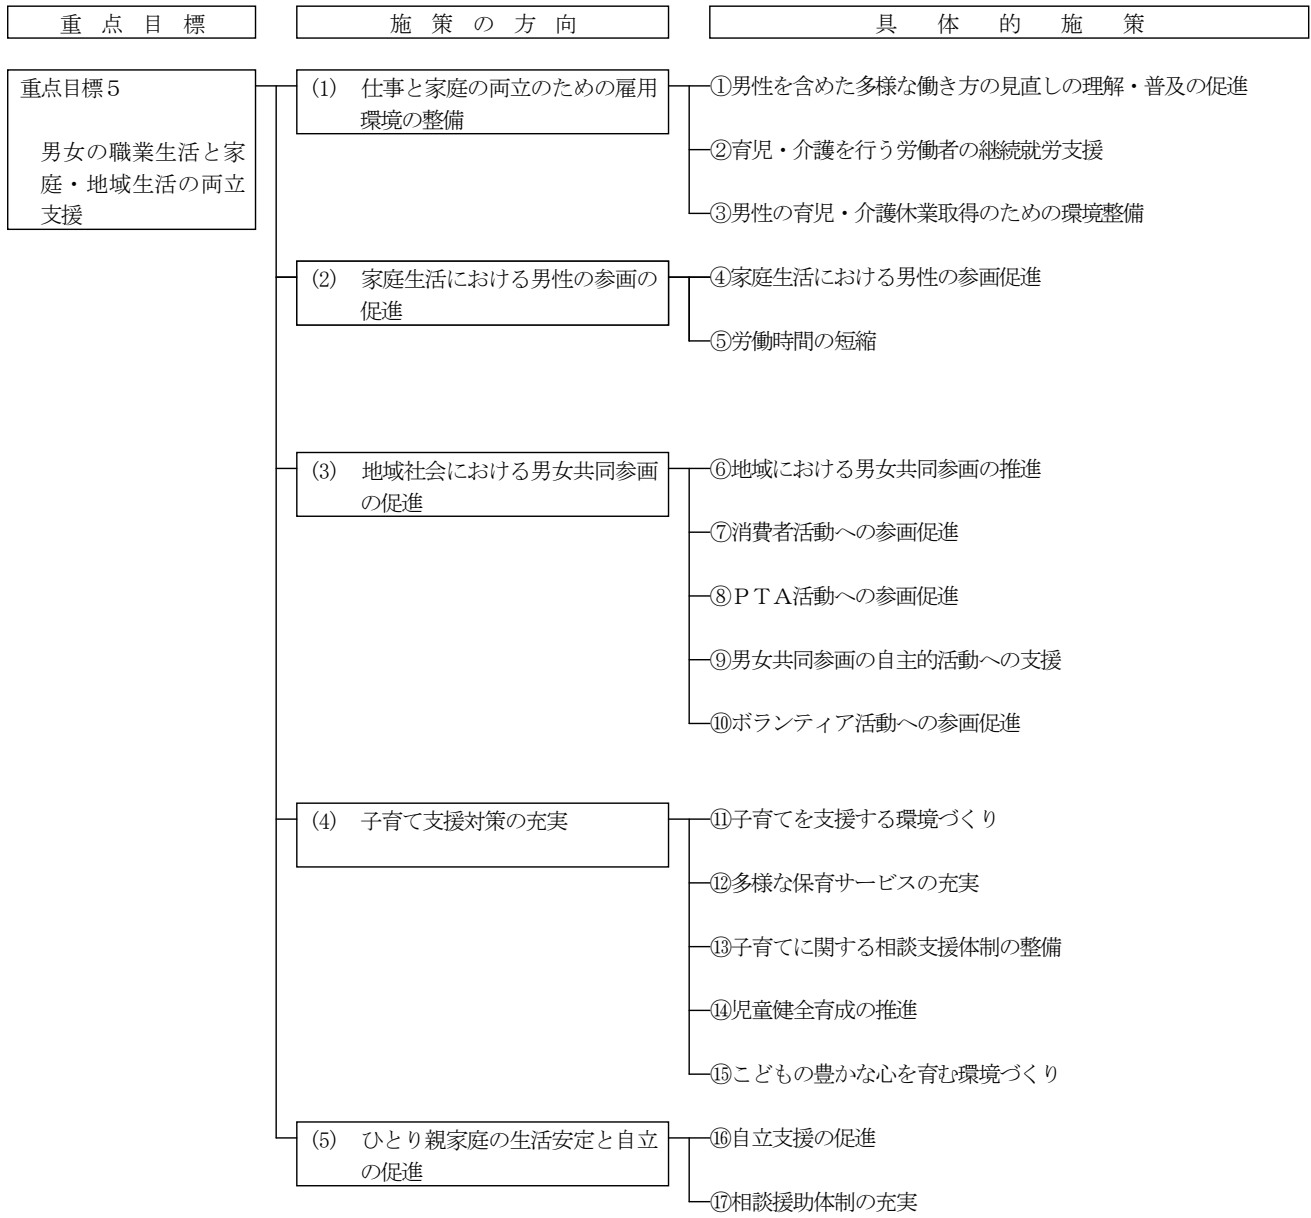 重 点 目 標
施 策 の 方 向
具 体 的 施 策
重点目標５
男女の職業生活と家
庭・地域生活の両立
支援
(1) 仕事と家庭の両立のための雇用
環境の整備
①男性を含めた多様な働き方の見直しの理解・普及の促進
②育児・介護を行う労働者の継続就労支援
③男性の育児・介護休業取得のための環境整備
(2) 家庭生活における男性の参画の
促進
④家庭生活における男性の参画促進
⑤労働時間の短縮
(3) 地域社会における男女共同参画
の促進
⑥地域における男女共同参画の推進
⑦消費者活動への参画促進
⑧ＰＴＡ活動への参画促進
⑨男女共同参画の自主的活動への支援
⑩ボランティア活動への参画促進
(4) 子育て支援対策の充実
⑪子育てを支援する環境づくり
⑫多様な保育サービスの充実
⑬子育てに関する相談支援体制の整備
⑭児童健全育成の推進
⑮こどもの豊かな心を育む環境づくり
(5) ひとり親家庭の生活安定と自立
の促進
⑯自立支援の促進
⑰相談援助体制の充実